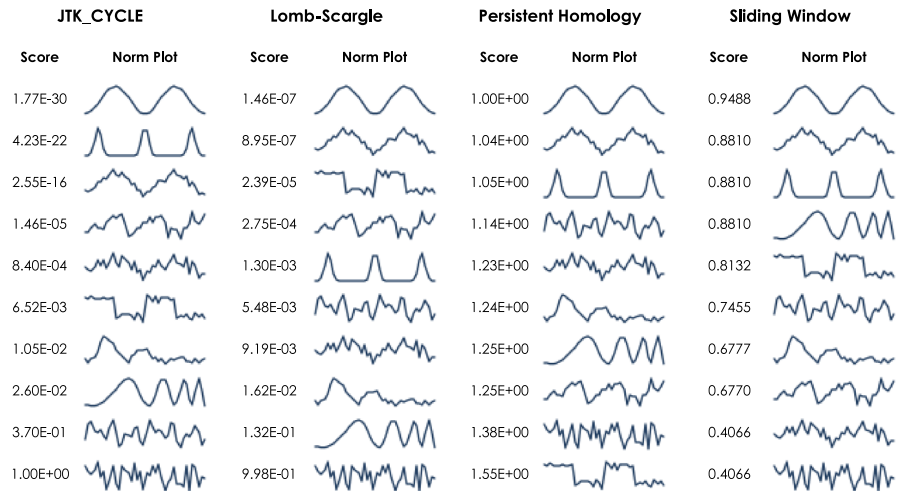 JTK_CYCLE Lomb-Scargle Persistent Homology Sliding Window
Score Norm Plot Score Norm Plot Score Norm Plot Score Norm Plot
1.77E-30 1.46E-07 1.00E+00 0.9488
4.23E-22 8.95E-07 1.04E+00 0.8810
2.55E-16 2.39E-05 1.05E+00 0.8810
1.46E-05 2.75E-04 1.14E+00 0.8810
8.40E-04 1.30E-03 1.23E+00 0.8132
6.52E-03 5.48E-03 1.24E+00 0.7455
1.05E-02 9.19E-03 1.25E+00 0.6777
2.60E-02 1.62E-02 1.25E+00 0.6770
3.70E-01 1.32E-01 1.38E+00 0.4066
1.00E+00 9.98E-01 1.55E+00 0.4066